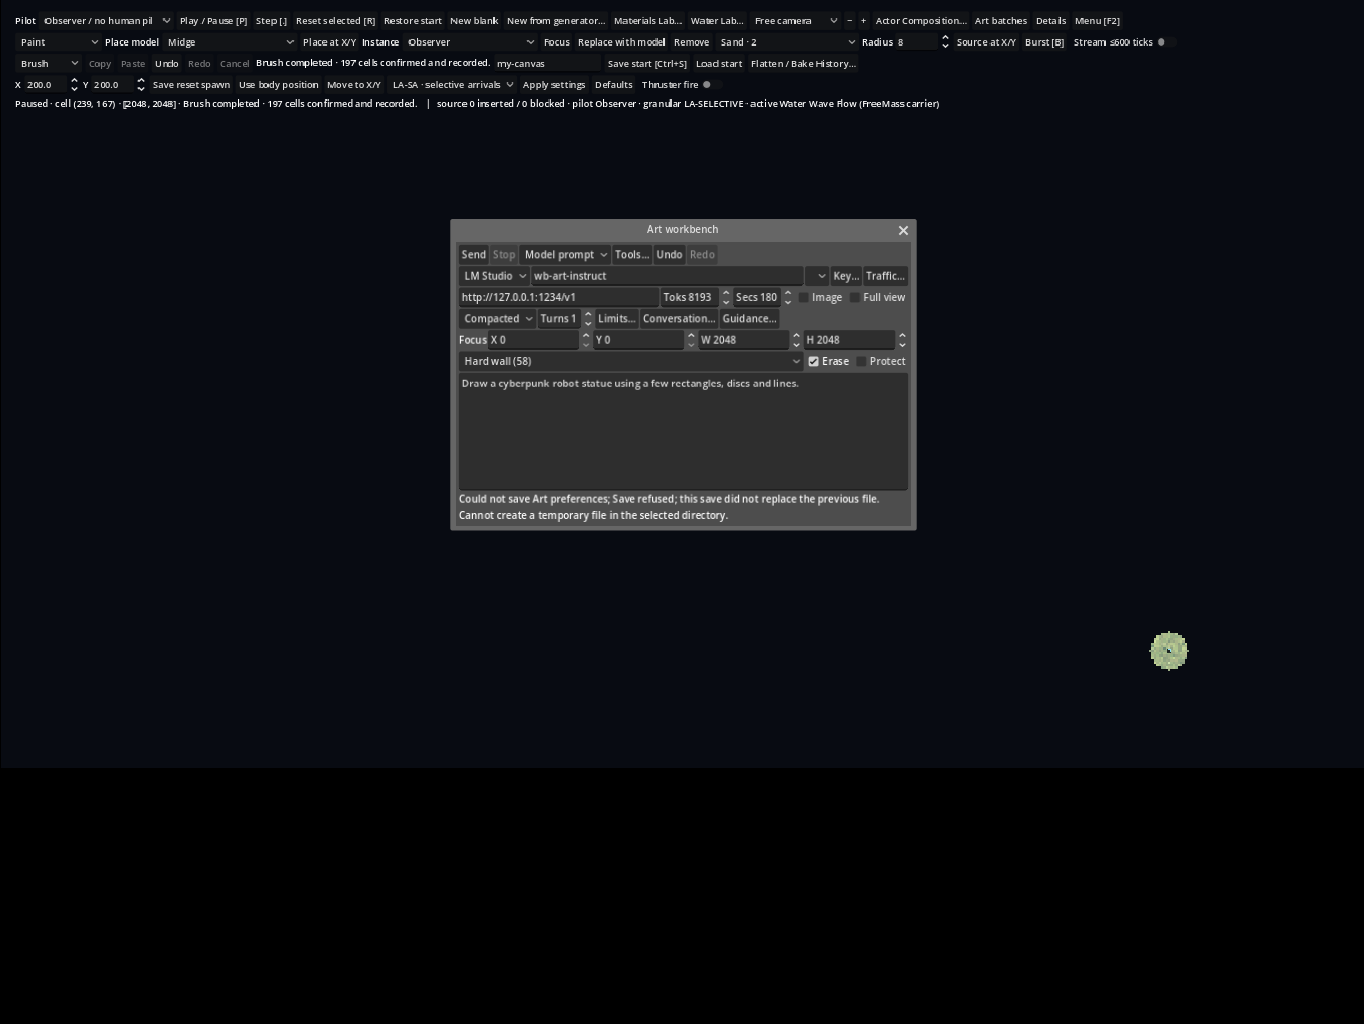 Pilot Observer / no human pil Play / Pause [P] Step [.] Reset selected [R] Restore start New blank New from generator... Materials Lab... Water Lab... Free camera − + Actor Composition... Art batches Details Menu [F2]
Paint Place model Midge Place at X/Y Instance Observer Focus Replace with model Remove Sand · 2 Radius 8 Source at X/Y Burst [B] Stream ≤600 ticks
Brush Copy Paste Undo Redo Cancel Brush completed · 197 cells confirmed and recorded. my-canvas Save start [Ctrl+S] Load start Flatten / Bake History...
X 200.0 Y 200.0 Save reset spawn Use body position Move to X/Y LA-SA · selective arrivals Apply settings Defaults Thruster fire
Paused · cell (239, 167) · [2048, 2048] · Brush completed · 197 cells confirmed and recorded. | source 0 inserted / 0 blocked · pilot Observer · granular LA-SELECTIVE · active Water Wave Flow (FreeMass carrier)
Art workbench
Send Stop Model prompt Tools... Undo Redo
LM Studio wb-art-instruct Key... Traffic...
http://127.0.0.1:1234/v1 Toks 8193 Secs 180 Image Full view
Compacted Turns 1 Limits... Conversation... Guidance...
Focus X 0 Y 0 W 2048 H 2048
Hard wall (58) Erase Protect
Draw a cyberpunk robot statue using a few rectangles, discs and lines.
Could not save Art preferences; Save refused; this save did not replace the previous file.
Cannot create a temporary file in the selected directory.